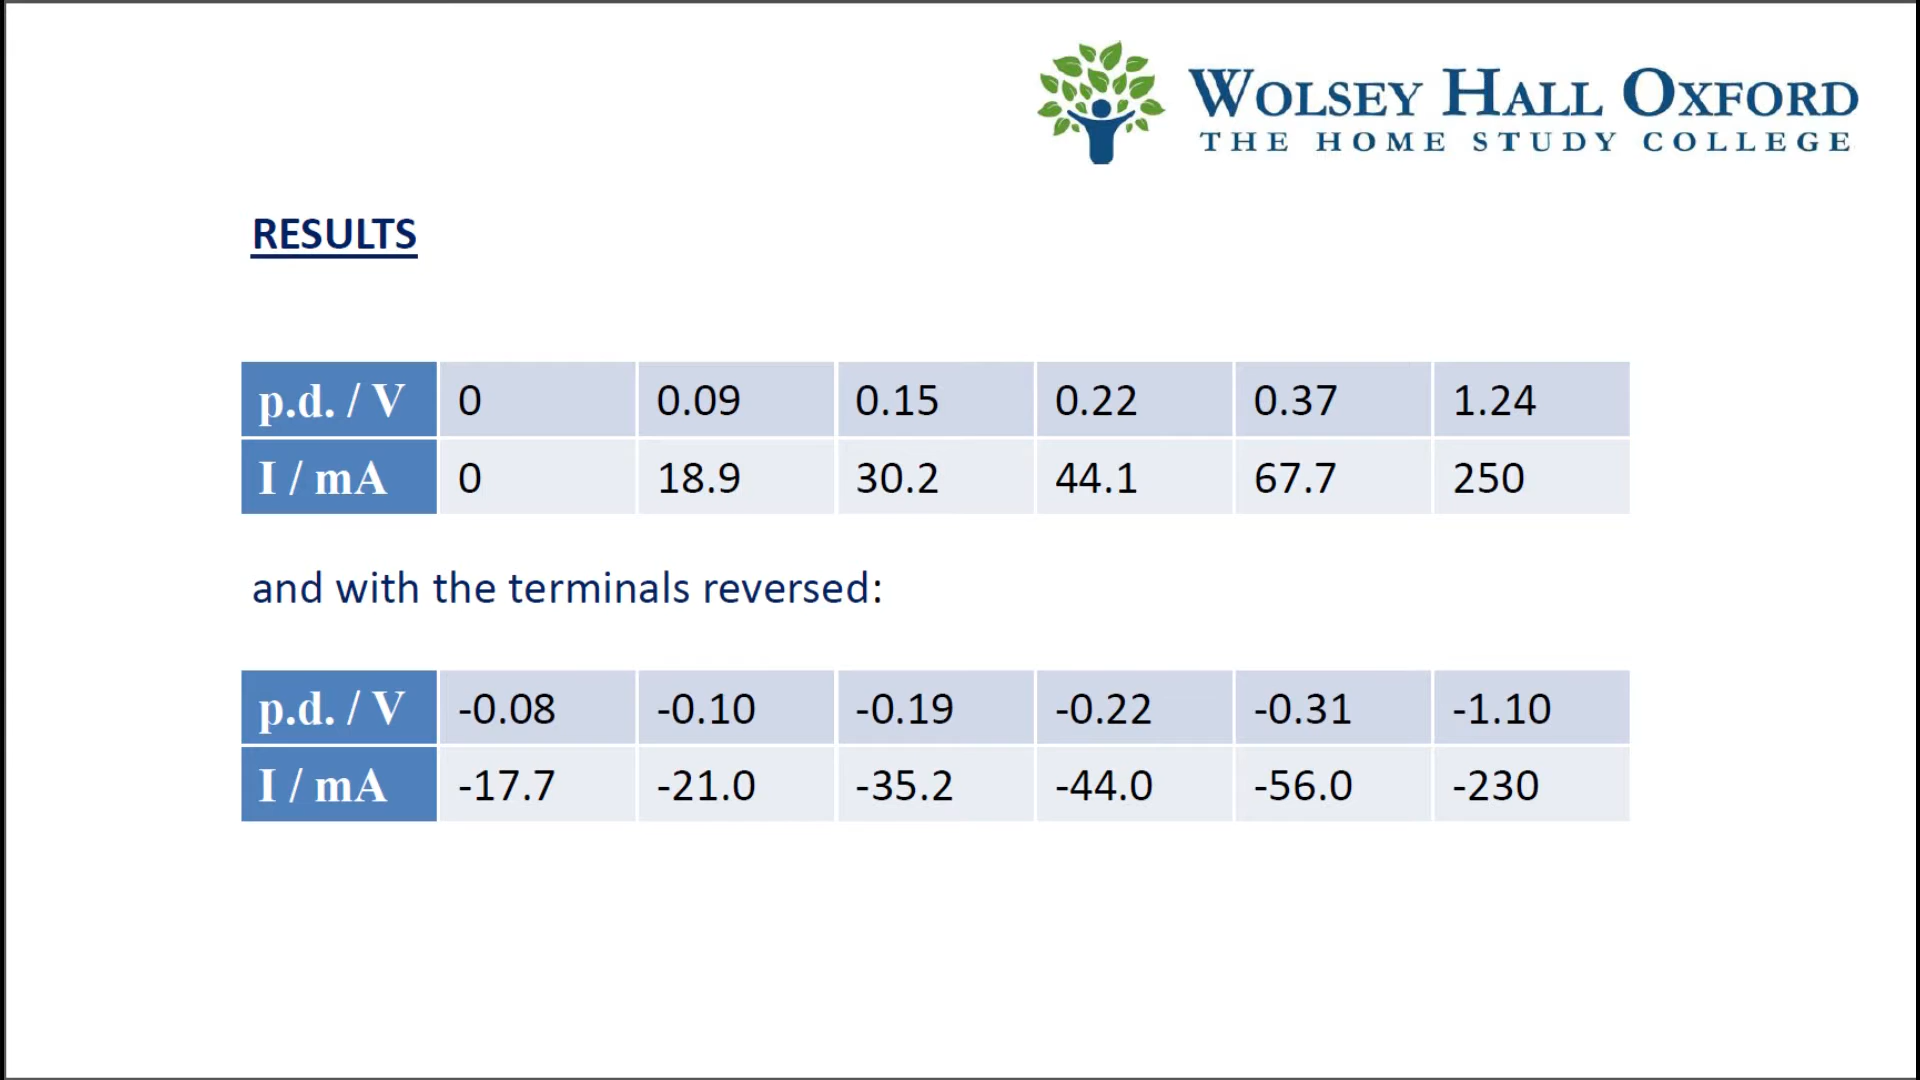 WOLSEY HALL OXFORD
THE HOME STUDY COLLEGE
RESULTS
p.d. / V 0 0.09 0.15 0.22 0.37 1.24
I / mA 0 18.9 30.2 44.1 67.7 250
and with the terminals reversed:
p.d. / V -0.08 -0.10 -0.19 -0.22 -0.31 -1.10
I / mA -17.7 -21.0 -35.2 -44.0 -56.0 -230